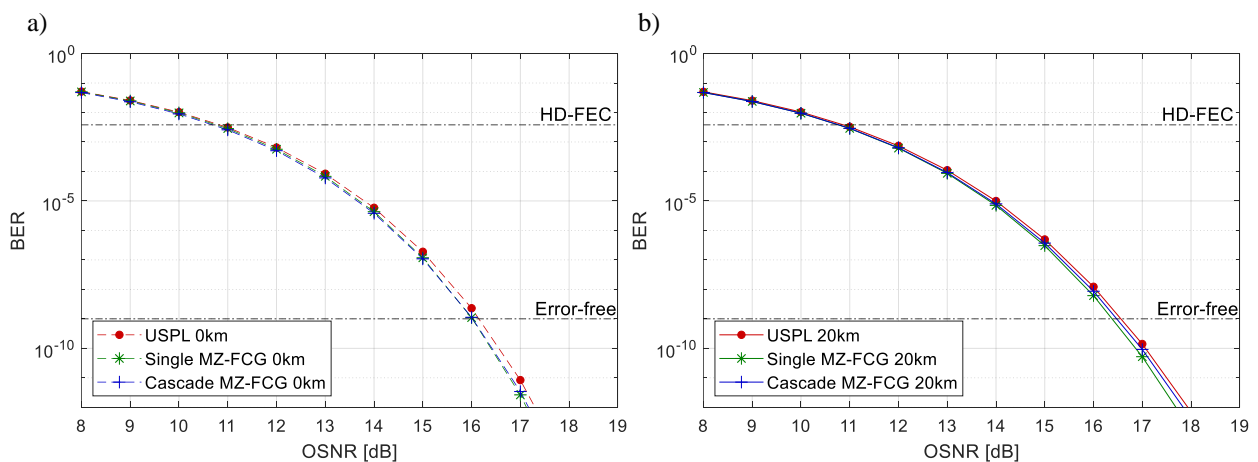 a)
10^0
10^-5
10^-10
BER
HD-FEC
Error-free
USPL 0km
Single MZ-FCG 0km
Cascade MZ-FCG 0km
8 9 10 11 12 13 14 15 16 17 18 19
OSNR [dB]
b)
10^0
10^-5
10^-10
BER
HD-FEC
Error-free
USPL 20km
Single MZ-FCG 20km
Cascade MZ-FCG 20km
8 9 10 11 12 13 14 15 16 17 18 19
OSNR [dB]